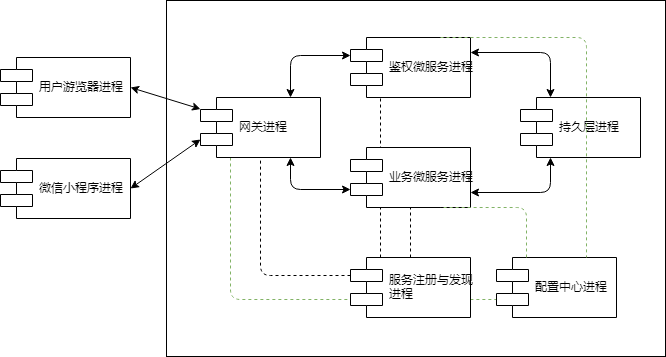 鉴权微服务进程
用户游览器进程
网关进程
持久层进程
微信小程序进程
业务微服务进程
服务注册与发现
进程
配置中心进程